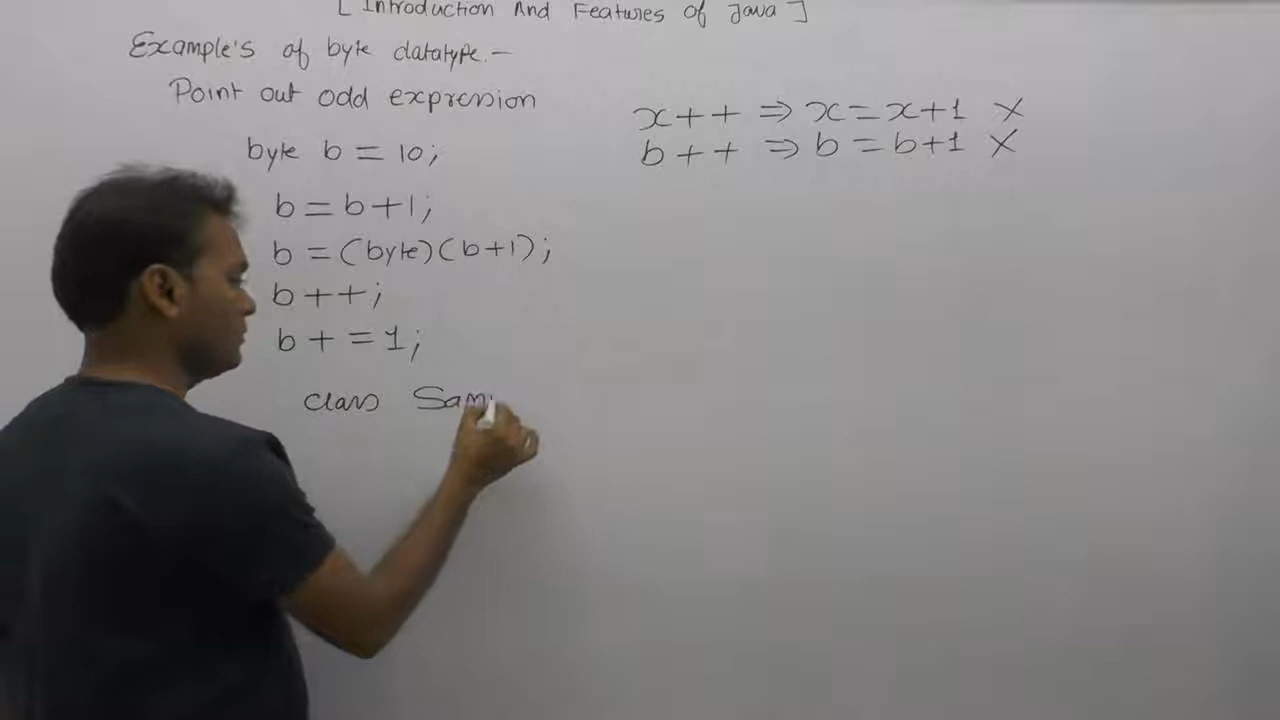 [ Introduction And Features Of Java ]
Example's of byte datatype. -
Point out odd expression
byte b = 10;
b = b + 1;
b = (byte)(b+1);
b + + ;
b + = 1;
class Sam
x + + ⇒ x = x + 1 ×
b + + ⇒ b = b + 1 ×